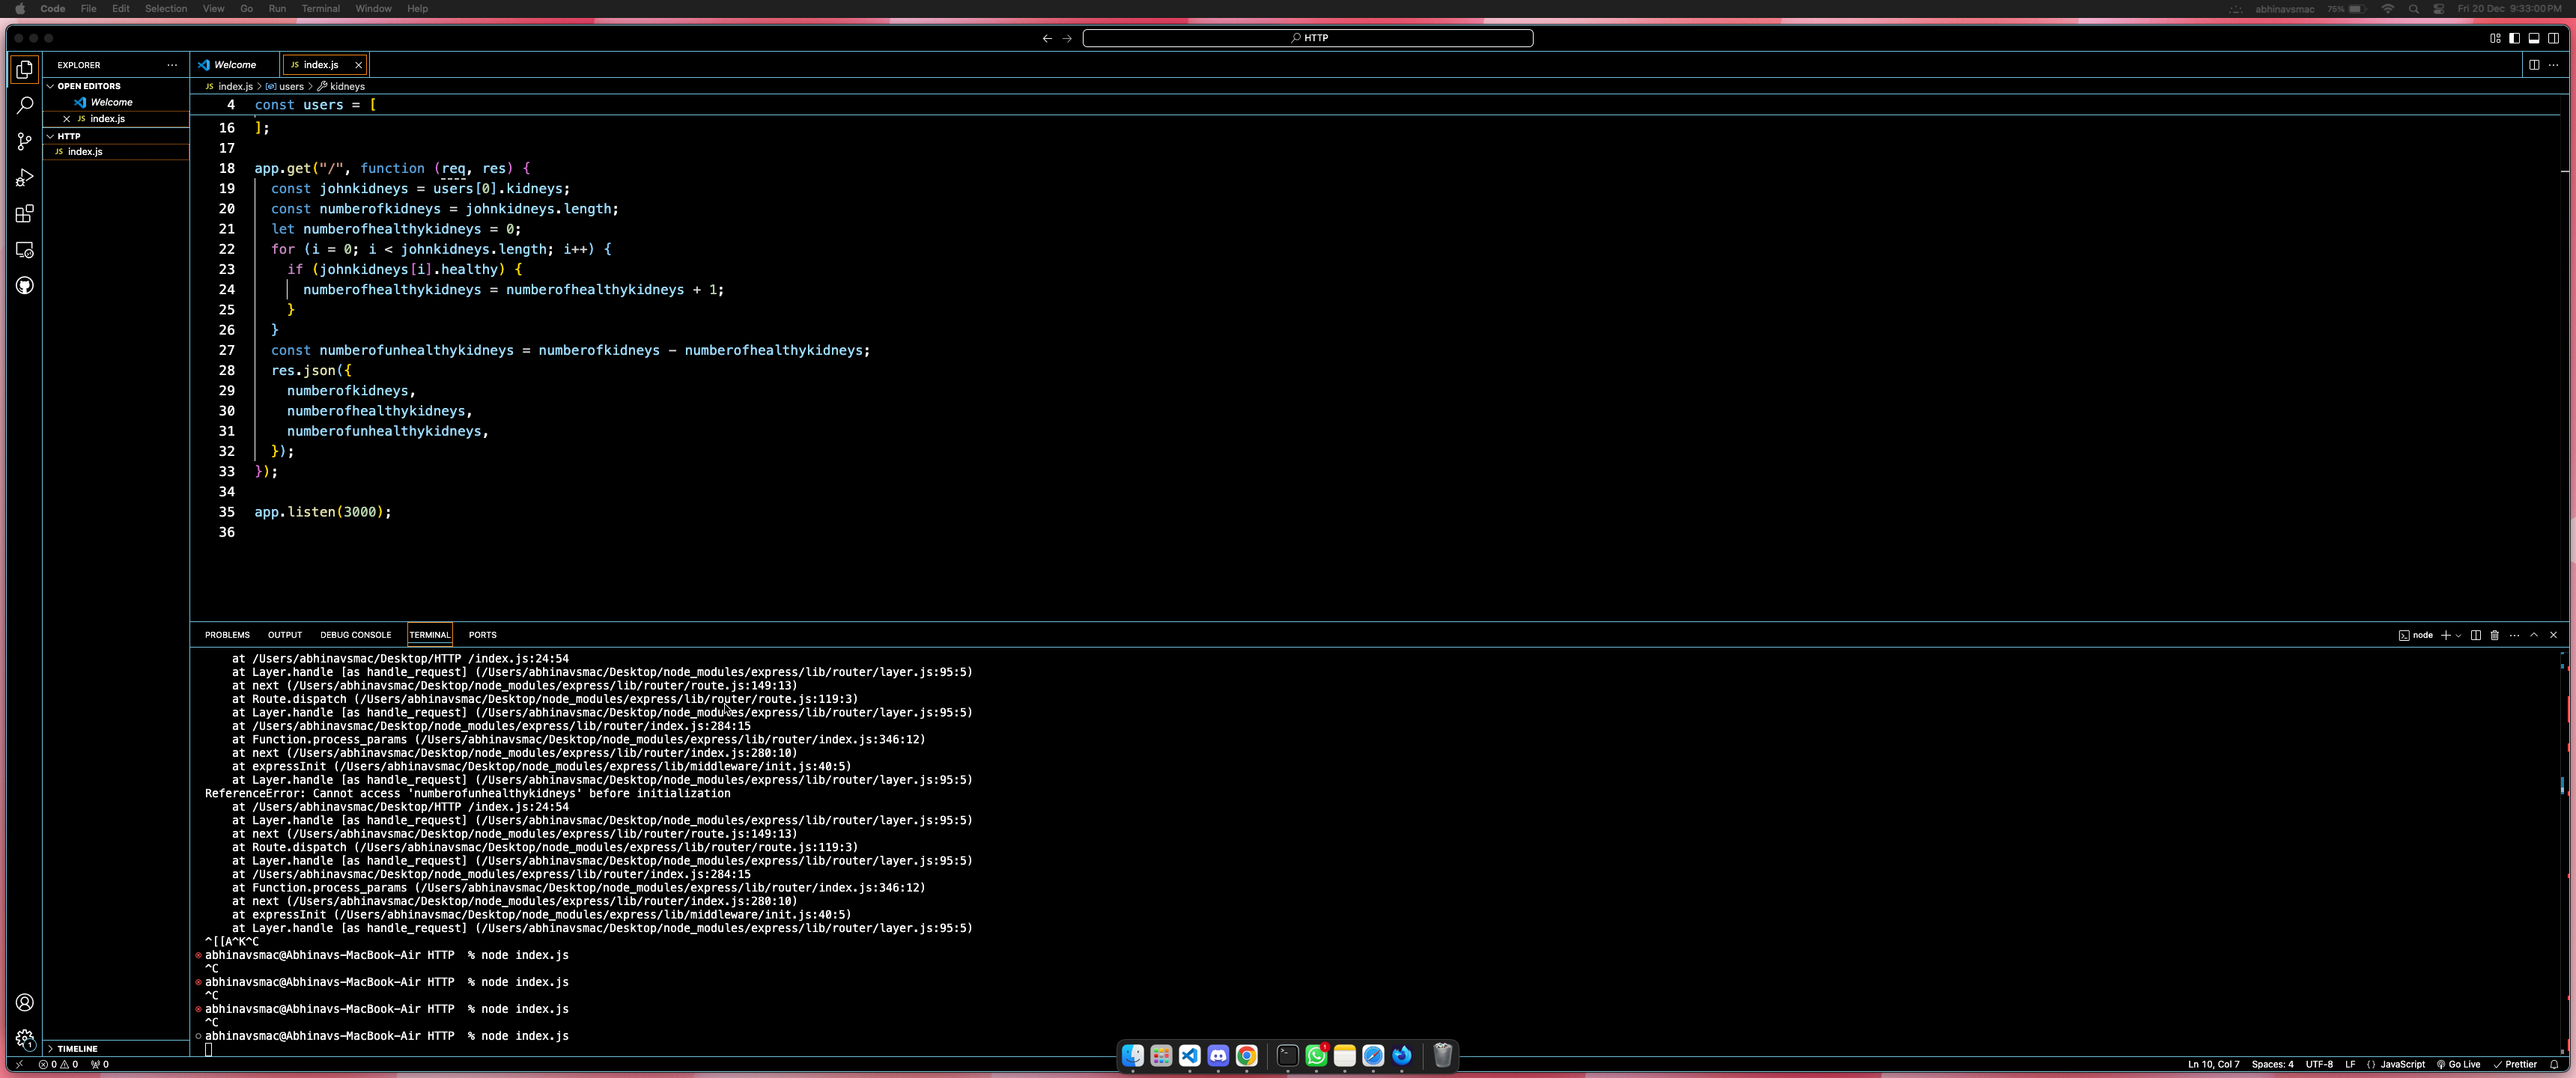 Code File Edit Selection View Go Run Terminal Window Help
abhinavsmac 75% Fri 20 Dec 9:33:00 PM
HTTP
EXPLORER
OPEN EDITORS
Welcome
JS index.js
HTTP
JS index.js
TIMELINE
Welcome
JS index.js
JS index.js > users > kidneys
4 const users = [
16 ];
17
18 app.get("/", function (req, res) {
19 const johnkidneys = users[0].kidneys;
20 const numberofkidneys = johnkidneys.length;
21 let numberofhealthykidneys = 0;
22 for (i = 0; i < johnkidneys.length; i++) {
23 if (johnkidneys[i].healthy) {
24 numberofhealthykidneys = numberofhealthykidneys + 1;
25 }
26 }
27 const numberofunhealthykidneys = numberofkidneys - numberofhealthykidneys;
28 res.json({
29 numberofkidneys,
30 numberofhealthykidneys,
31 numberofunhealthykidneys,
32 });
33 });
34
35 app.listen(3000);
36
PROBLEMS OUTPUT DEBUG CONSOLE TERMINAL PORTS
node
at /Users/abhinavsmac/Desktop/HTTP /index.js:24:54
at Layer.handle [as handle_request] (/Users/abhinavsmac/Desktop/node_modules/express/lib/router/layer.js:95:5)
at next (/Users/abhinavsmac/Desktop/node_modules/express/lib/router/route.js:149:13)
at Route.dispatch (/Users/abhinavsmac/Desktop/node_modules/express/lib/router/route.js:119:3)
at Layer.handle [as handle_request] (/Users/abhinavsmac/Desktop/node_modules/express/lib/router/layer.js:95:5)
at /Users/abhinavsmac/Desktop/node_modules/express/lib/router/index.js:284:15
at Function.process_params (/Users/abhinavsmac/Desktop/node_modules/express/lib/router/index.js:346:12)
at next (/Users/abhinavsmac/Desktop/node_modules/express/lib/router/index.js:280:10)
at expressInit (/Users/abhinavsmac/Desktop/node_modules/express/lib/middleware/init.js:40:5)
at Layer.handle [as handle_request] (/Users/abhinavsmac/Desktop/node_modules/express/lib/router/layer.js:95:5)
ReferenceError: Cannot access 'numberofunhealthykidneys' before initialization
at /Users/abhinavsmac/Desktop/HTTP /index.js:24:54
at Layer.handle [as handle_request] (/Users/abhinavsmac/Desktop/node_modules/express/lib/router/layer.js:95:5)
at next (/Users/abhinavsmac/Desktop/node_modules/express/lib/router/route.js:149:13)
at Route.dispatch (/Users/abhinavsmac/Desktop/node_modules/express/lib/router/route.js:119:3)
at Layer.handle [as handle_request] (/Users/abhinavsmac/Desktop/node_modules/express/lib/router/layer.js:95:5)
at /Users/abhinavsmac/Desktop/node_modules/express/lib/router/index.js:284:15
at Function.process_params (/Users/abhinavsmac/Desktop/node_modules/express/lib/router/index.js:346:12)
at next (/Users/abhinavsmac/Desktop/node_modules/express/lib/router/index.js:280:10)
at expressInit (/Users/abhinavsmac/Desktop/node_modules/express/lib/middleware/init.js:40:5)
at Layer.handle [as handle_request] (/Users/abhinavsmac/Desktop/node_modules/express/lib/router/layer.js:95:5)
^[[A^K^C
abhinavsmac@Abhinavs-MacBook-Air HTTP % node index.js
^C
abhinavsmac@Abhinavs-MacBook-Air HTTP % node index.js
^C
abhinavsmac@Abhinavs-MacBook-Air HTTP % node index.js
^C
abhinavsmac@Abhinavs-MacBook-Air HTTP % node index.js
1
1
0 0 0
Ln 10, Col 7 Spaces: 4 UTF-8 LF {} JavaScript Go Live Prettier